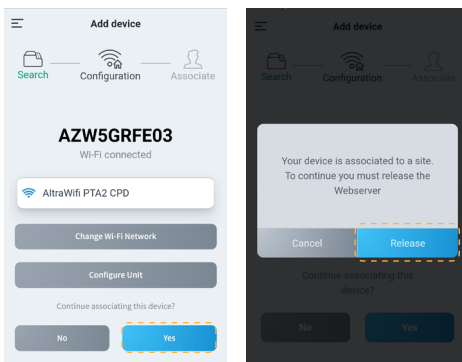 Add device
Search
Configuration
Associate
AZW5GRFE03
Wi-Fi connected
AltraWifi PTA2 CPD
Change Wi-Fi Network
Configure Unit
Continue associating this device?
No
Yes
Add device
Search
Configuration
Associate
Your device is associated to a site.
To continue you must release the
Webserver
Cancel
Release
Continue associating this
device?
No
Yes